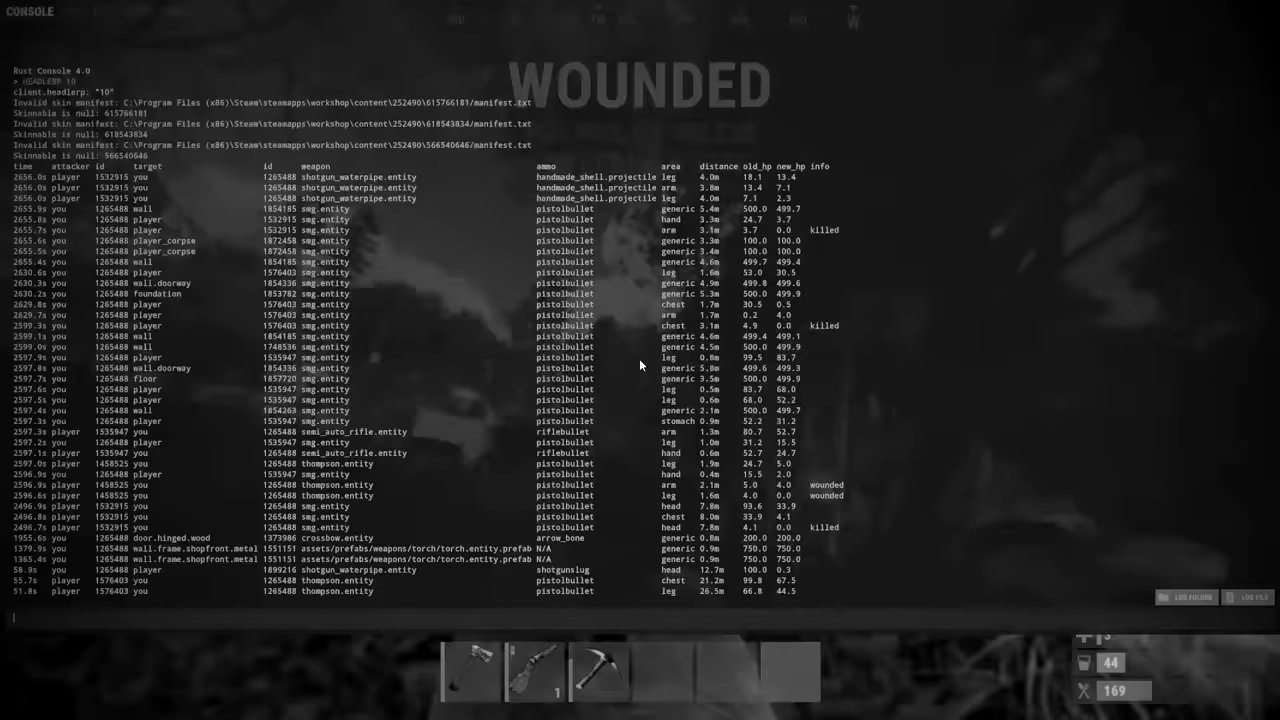 CONSOLE
W
WOUNDED
Rust Console 4.0
> HEADLERP 10
client.headlerp: "10"
Invalid skin manifest: C:\Program Files (x86)\Steam\steamapps\workshop\content\252490\615766181/manifest.txt
Skinnable is null: 615766181
Invalid skin manifest: C:\Program Files (x86)\Steam\steamapps\workshop\content\252490\618543834/manifest.txt
Skinnable is null: 618543834
Invalid skin manifest: C:\Program Files (x86)\Steam\steamapps\workshop\content\252490\566540646/manifest.txt
Skinnable is null: 566540646
time attacker id target id weapon ammo area distance old_hp new_hp info
2656.0s player 1532915 you 1265488 shotgun_waterpipe.entity handmade_shell.projectile leg 4.0m 18.1 13.4
2656.0s player 1532915 you 1265488 shotgun_waterpipe.entity handmade_shell.projectile arm 3.8m 13.4 7.1
2656.0s player 1532915 you 1265488 shotgun_waterpipe.entity handmade_shell.projectile leg 4.0m 7.1 2.3
2655.9s you 1265488 wall 1854185 smg.entity pistolbullet generic 5.4m 500.0 499.7
2655.8s you 1265488 player 1532915 smg.entity pistolbullet hand 3.3m 24.7 3.7
2655.7s you 1265488 player 1532915 smg.entity pistolbullet arm 3.1m 3.7 0.0 killed
2655.6s you 1265488 player_corpse 1872458 smg.entity pistolbullet generic 3.3m 100.0 100.0
2655.5s you 1265488 player_corpse 1872458 smg.entity pistolbullet generic 3.4m 100.0 100.0
2655.4s you 1265488 wall 1854185 smg.entity pistolbullet generic 4.6m 499.7 499.4
2630.6s you 1265488 player 1576403 smg.entity pistolbullet leg 1.6m 53.0 30.5
2630.3s you 1265488 wall.doorway 1854336 smg.entity pistolbullet generic 4.9m 499.8 499.6
2630.2s you 1265488 foundation 1853782 smg.entity pistolbullet generic 5.3m 500.0 499.9
2629.8s you 1265488 player 1576403 smg.entity pistolbullet chest 1.7m 30.5 0.5
2629.7s you 1265488 player 1576403 smg.entity pistolbullet arm 1.7m 0.2 4.0
2599.3s you 1265488 player 1576403 smg.entity pistolbullet chest 3.1m 4.9 0.0 killed
2599.1s you 1265488 wall 1854185 smg.entity pistolbullet generic 4.6m 499.4 499.1
2599.0s you 1265488 wall 1748536 smg.entity pistolbullet generic 4.5m 500.0 499.9
2597.9s you 1265488 player 1535947 smg.entity pistolbullet leg 0.8m 99.5 83.7
2597.8s you 1265488 wall.doorway 1854336 smg.entity pistolbullet generic 5.8m 499.6 499.3
2597.7s you 1265488 floor 1857720 smg.entity pistolbullet generic 3.5m 500.0 499.9
2597.6s you 1265488 player 1535947 smg.entity pistolbullet leg 0.5m 83.7 68.0
2597.5s you 1265488 player 1535947 smg.entity pistolbullet leg 0.6m 68.0 52.2
2597.4s you 1265488 wall 1854263 smg.entity pistolbullet generic 2.1m 500.0 499.7
2597.3s you 1265488 player 1535947 smg.entity pistolbullet stomach 0.9m 52.2 31.2
2597.3s player 1535947 you 1265488 semi_auto_rifle.entity riflebullet arm 1.3m 80.7 52.7
2597.2s you 1265488 player 1535947 smg.entity pistolbullet leg 1.0m 31.2 15.5
2597.1s player 1535947 you 1265488 semi_auto_rifle.entity riflebullet hand 0.6m 52.7 24.7
2597.0s player 1458525 you 1265488 thompson.entity pistolbullet leg 1.9m 24.7 5.0
2596.9s you 1265488 player 1535947 smg.entity pistolbullet hand 0.4m 15.5 2.0
2596.9s player 1458525 you 1265488 thompson.entity pistolbullet arm 2.1m 5.0 4.0 wounded
2596.6s player 1458525 you 1265488 thompson.entity pistolbullet leg 1.6m 4.0 0.0 wounded
2496.9s player 1532915 you 1265488 thompson.entity pistolbullet head 7.8m 93.6 33.9
2496.8s player 1532915 you 1265488 thompson.entity pistolbullet chest 8.0m 33.9 4.1
2496.7s player 1532915 you 1265488 thompson.entity pistolbullet head 7.8m 4.1 0.0 killed
1955.6s you 1265488 door.hinged.wood 1373986 crossbow.entity arrow_bone generic 0.8m 200.0 200.0
1379.9s you 1265488 wall.frame.shopfront.metal 1551151 assets/prefabs/weapons/torch/torch.entity.prefab N/A generic 0.9m 750.0 750.0
1365.4s you 1265488 wall.frame.shopfront.metal 1551151 assets/prefabs/weapons/torch/torch.entity.prefab N/A generic 0.9m 750.0 750.0
58.9s you 1265488 player 1899216 shotgun_waterpipe.entity shotgunslug head 12.7m 100.0 0.3
55.7s player 1576403 you 1265488 thompson.entity pistolbullet chest 21.2m 99.8 67.5
51.8s player 1576403 you 1265488 thompson.entity pistolbullet leg 26.5m 66.8 44.5
LOG FOLDER LOG FILE
1
44
169